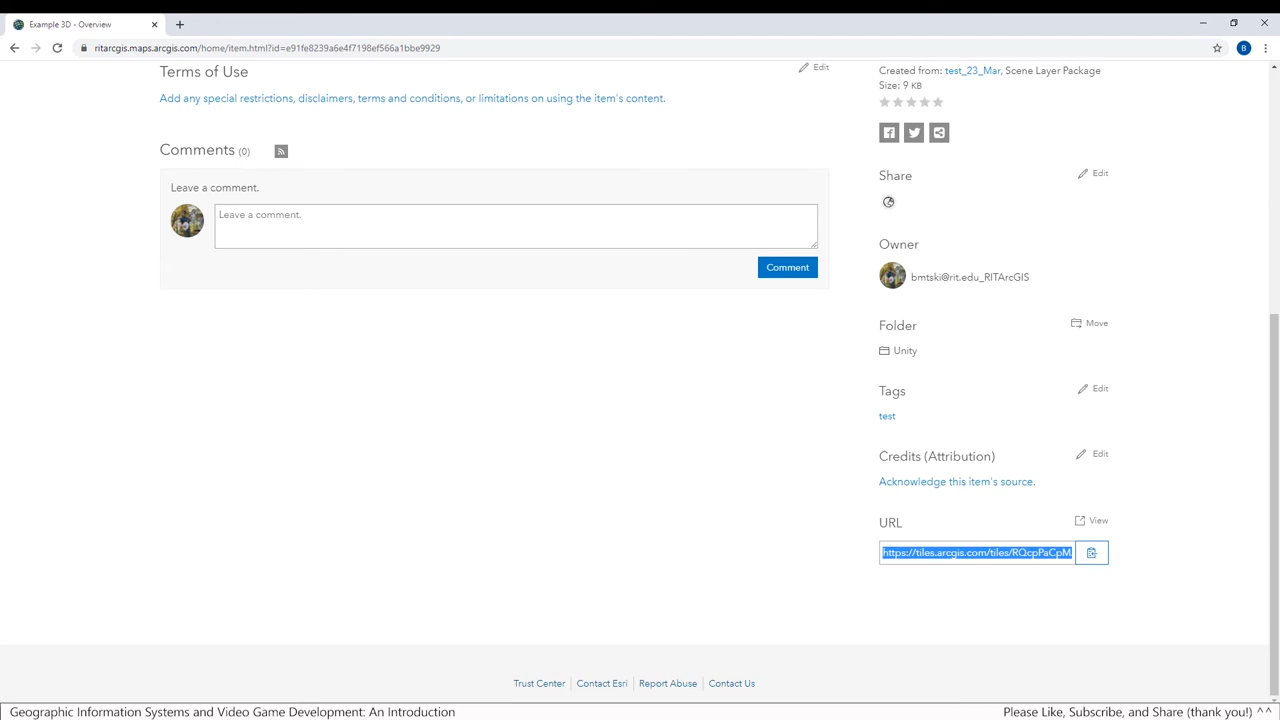 Example 3D - Overview
ritarcgis.maps.arcgis.com/home/item.html?id=e91fe8239a6e4f7198ef566a1bbe9929
B
Terms of Use
Edit
Add any special restrictions, disclaimers, terms and conditions, or limitations on using the item's content.
Comments (0)
Leave a comment.
Leave a comment.
Comment
Created from: test_23_Mar, Scene Layer Package
Size: 9 KB
Share
Edit
Owner
bmtski@rit.edu_RITArcGIS
Folder
Move
Unity
Tags
Edit
test
Credits (Attribution)
Edit
Acknowledge this item's source.
URL
View
https://tiles.arcgis.com/tiles/RQcpPaCpM
Trust Center
Contact Esri
Report Abuse
Contact Us
Geographic Information Systems and Video Game Development: An Introduction
Please Like, Subscribe, and Share (thank you!) ^^